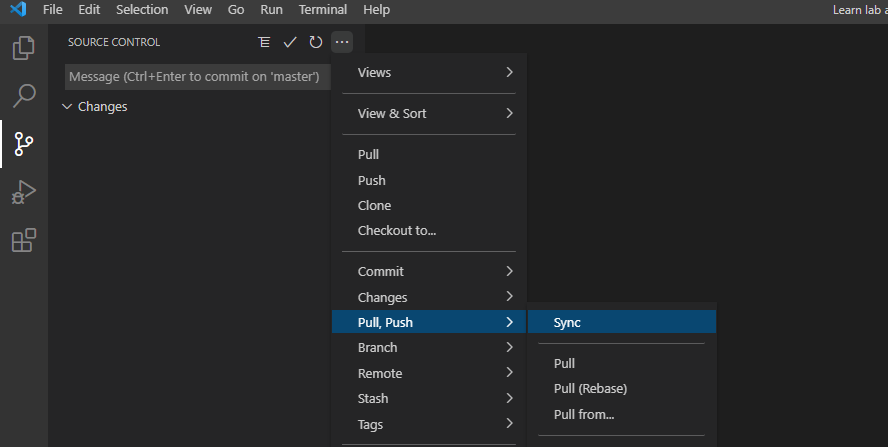 File Edit Selection View Go Run Terminal Help Learn lab a
SOURCE CONTROL
Message (Ctrl+Enter to commit on 'master')
Changes
Views
View & Sort
Pull
Push
Clone
Checkout to...
Commit
Changes
Pull, Push
Branch
Remote
Stash
Tags
Sync
Pull
Pull (Rebase)
Pull from...